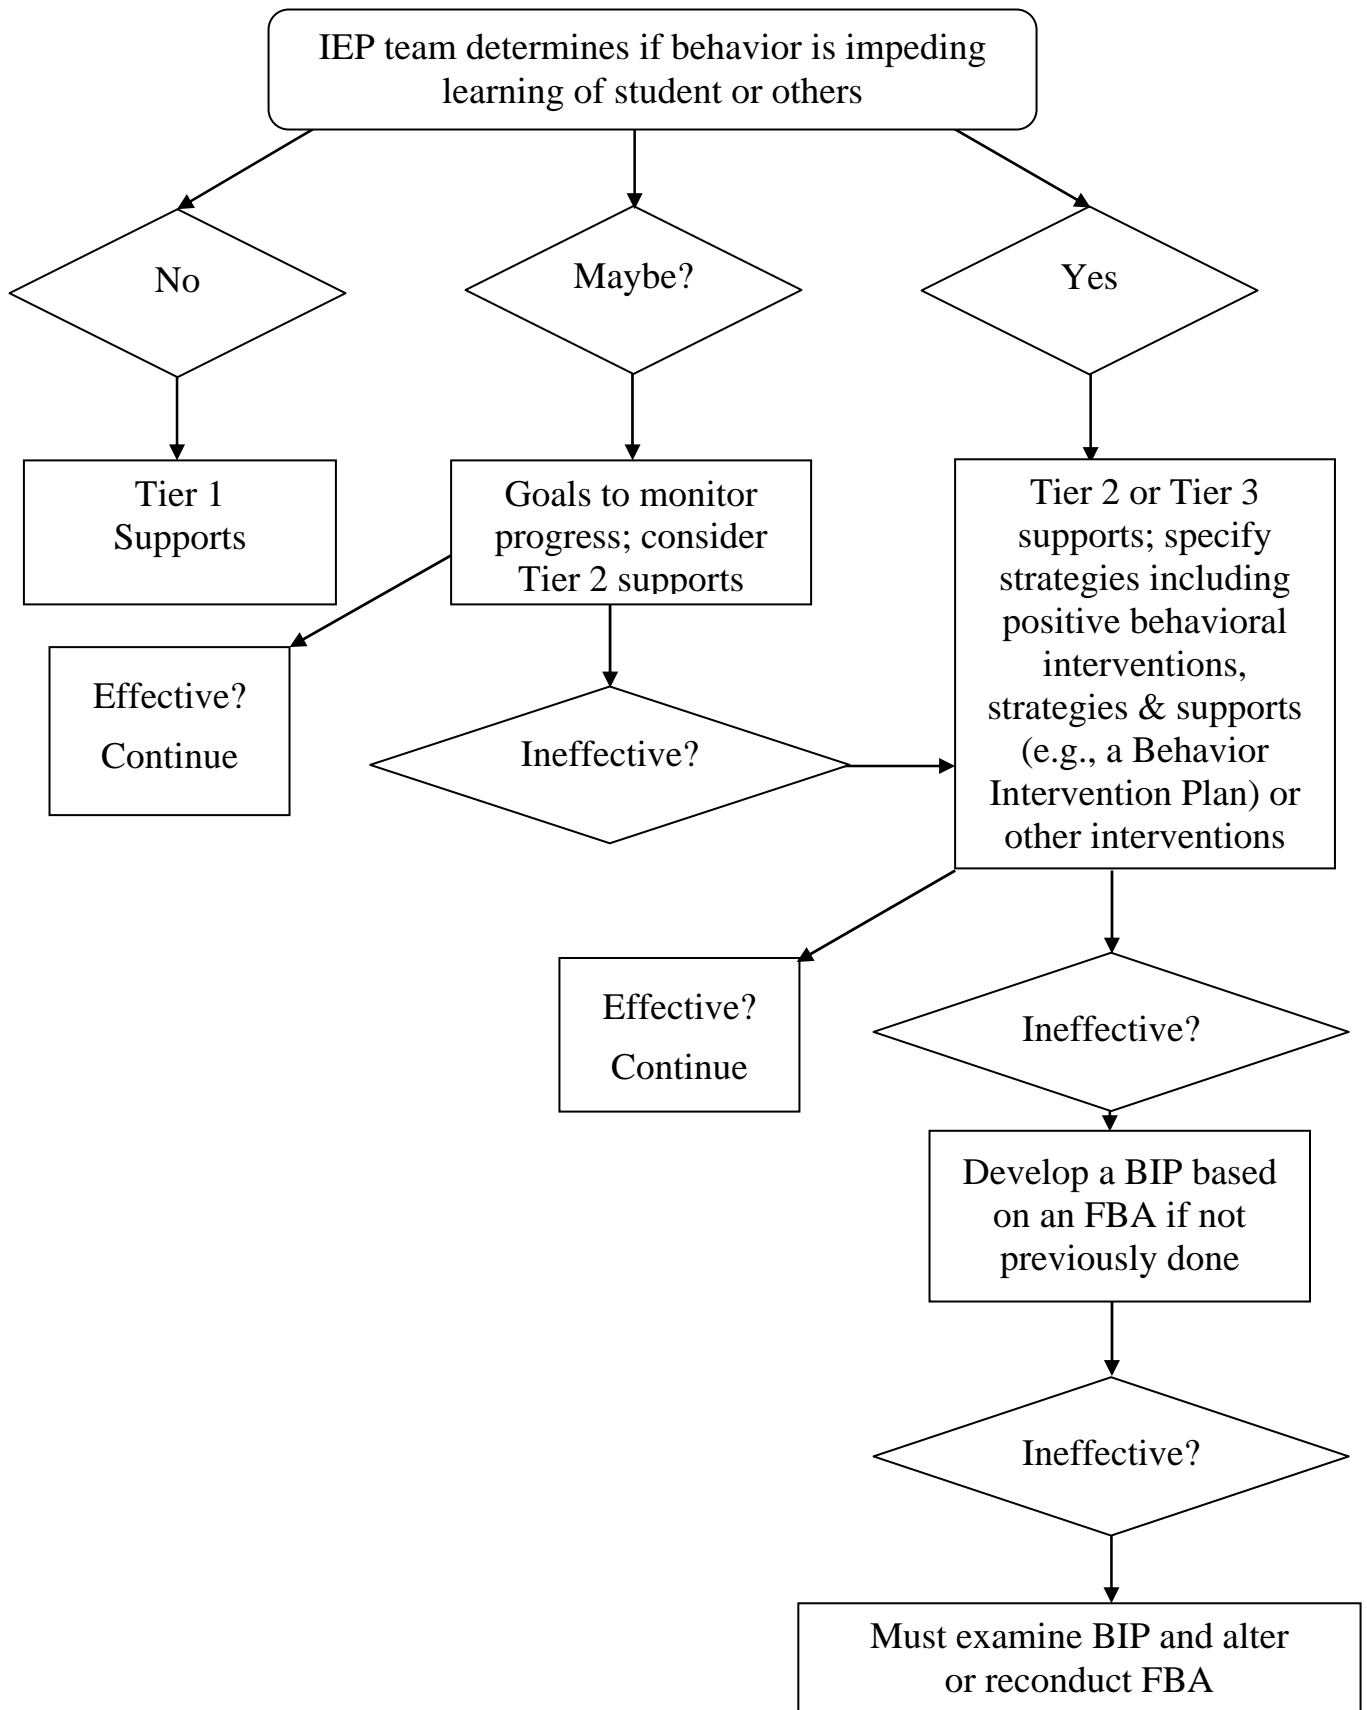 IEP team determines if behavior is impeding
learning of student or others
No
Maybe?
Yes
Tier 1
Supports
Goals to monitor
progress; consider
Tier 2 supports
Tier 2 or Tier 3
supports; specify
strategies including
positive behavioral
interventions,
strategies & supports
(e.g., a Behavior
Intervention Plan) or
other interventions
Effective?
Continue
Ineffective?
Effective?
Continue
Ineffective?
Develop a BIP based
on an FBA if not
previously done
Ineffective?
Must examine BIP and alter
or reconduct FBA